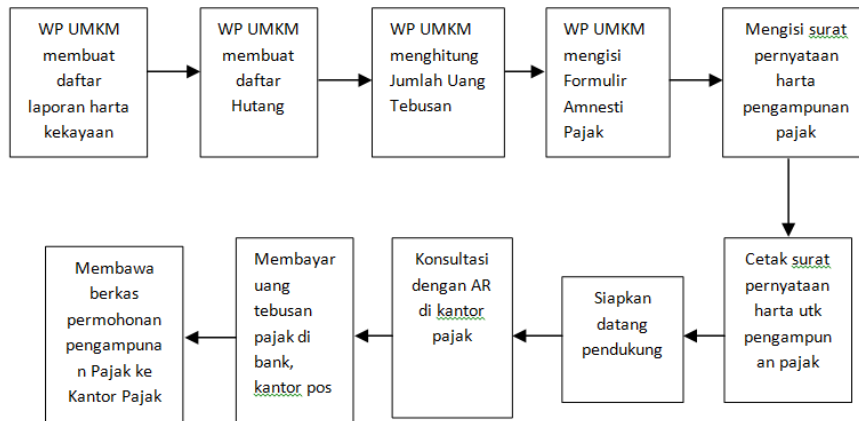 WP UMKM
membuat
daftar
laporan harta
kekayaan
WP UMKM
membuat
daftar
Hutang
WP UMKM
menghitung
Jumlah Uang
Tebusan
WP UMKM
mengisi
Formulir
Amnesti
Pajak
Mengisi surat
pernyataan
harta
pengampunan
pajak
Cetak surat
pernyataan
harta utk
pengampun
an pajak
Siapkan
datang
pendukung
Konsultasi
dengan AR
di kantor
pajak
Membayar
uang
tebusan
pajak di
bank,
kantor pos
Membawa
berkas
permohonan
pengampuna
n Pajak ke
Kantor Pajak